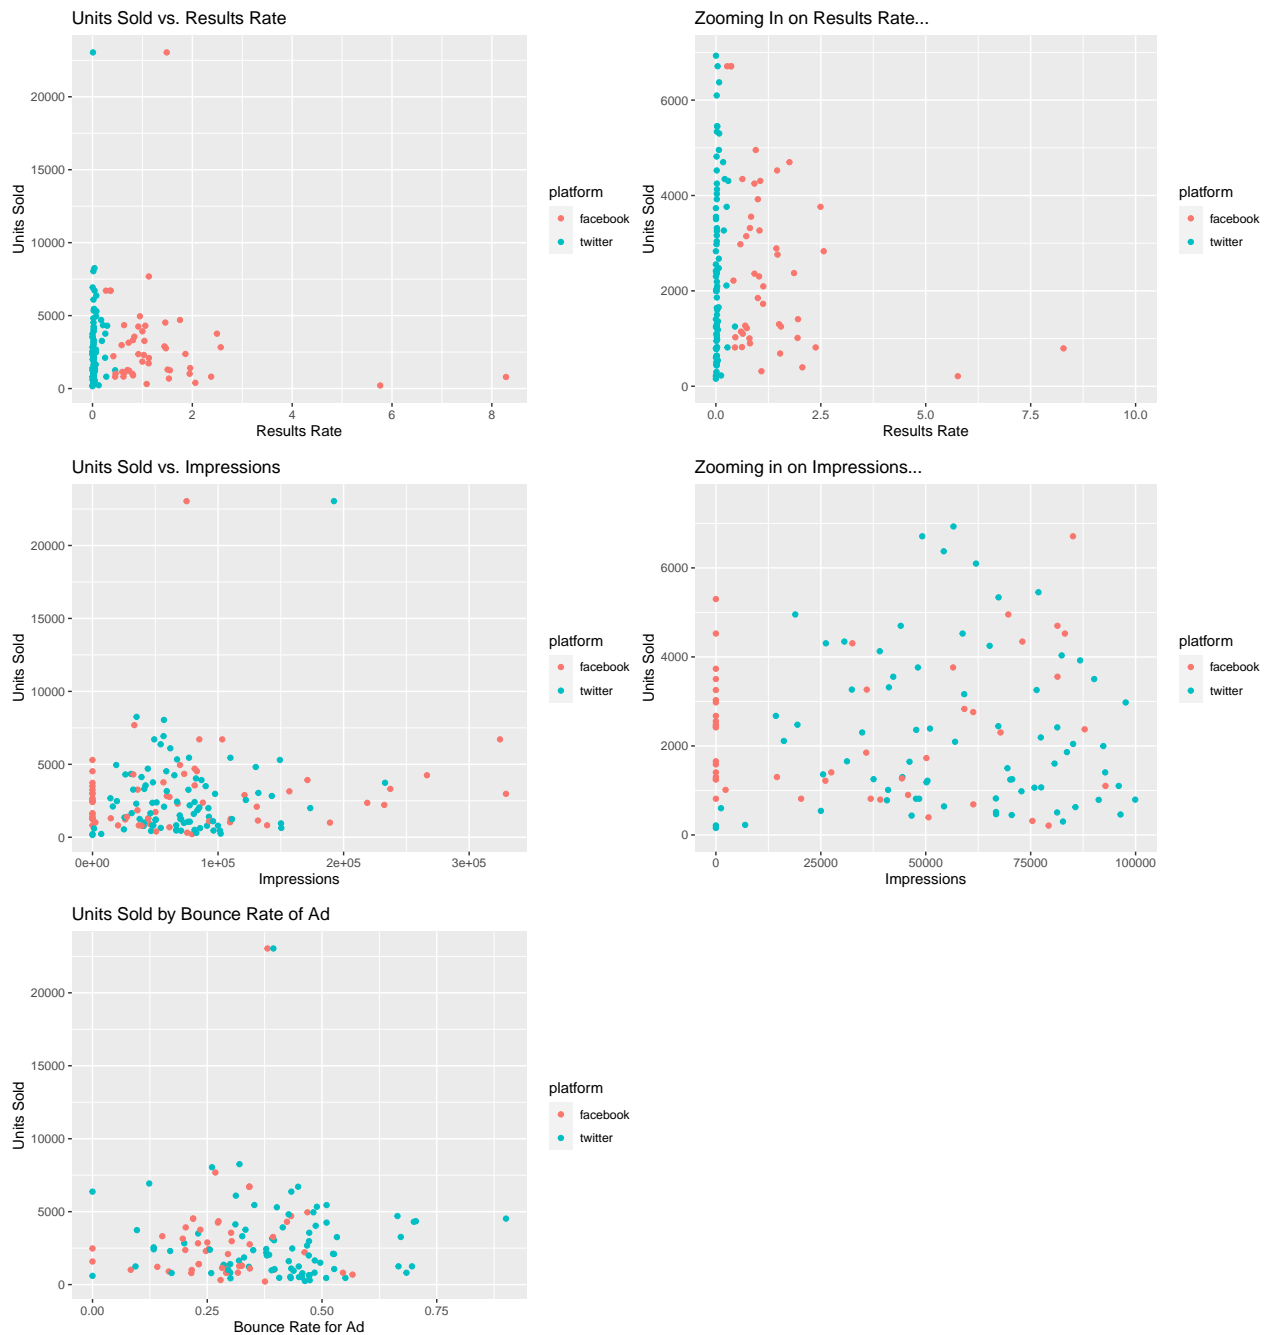 Units Sold vs. Results Rate
Units Sold
20000
15000
10000
5000
0
0 2 4 6 8
Results Rate
platform
facebook
twitter
Zooming In on Results Rate...
Units Sold
6000
4000
2000
0
0.0 2.5 5.0 7.5 10.0
Results Rate
platform
facebook
twitter
Units Sold vs. Impressions
Units Sold
20000
15000
10000
5000
0
0e+00 1e+05 2e+05 3e+05
Impressions
platform
facebook
twitter
Zooming in on Impressions...
Units Sold
6000
4000
2000
0
0 25000 50000 75000 100000
Impressions
platform
facebook
twitter
Units Sold by Bounce Rate of Ad
Units Sold
20000
15000
10000
5000
0
0.00 0.25 0.50 0.75
Bounce Rate for Ad
platform
facebook
twitter